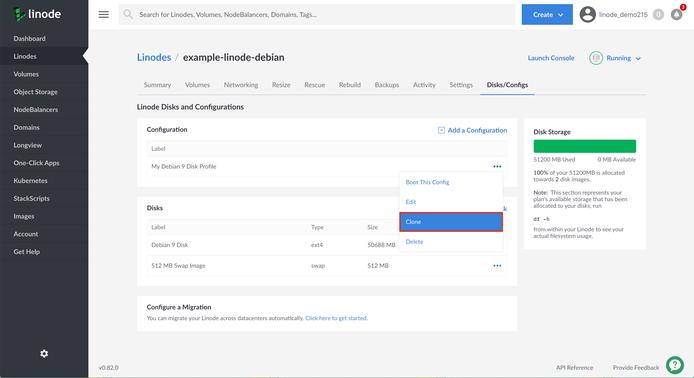 linode
Search for Linodes, Volumes, NodeBalancers, Domains, Tags...
Create
linode_demo215
0
3
Dashboard
Linodes
Volumes
Object Storage
NodeBalancers
Domains
Longview
One-Click Apps
Kubernetes
StackScripts
Images
Account
Get Help
Linodes / example-linode-debian
Launch Console
Running
Summary Volumes Networking Resize Rescue Rebuild Backups Activity Settings Disks/Configs
Linode Disks and Configurations
Configuration
Add a Configuration
Label
My Debian 9 Disk Profile
Boot This Config
Edit
Clone
Delete
Disks
Label Type Size
Debian 9 Disk ext4 50688 MB
512 MB Swap Image swap 512 MB
Configure a Migration
You can migrate your Linode across datacenters automatically. Click here to get started.
Disk Storage
51200 MB Used 0 MB Available
100% of your 51200MB is allocated
towards 2 disk images.
Note: This section represents your
plan's available storage that has been
allocated to your disks; run
df -h
from within your Linode to see your
actual filesystem usage.
v0.82.0
API Reference
Provide Feedback